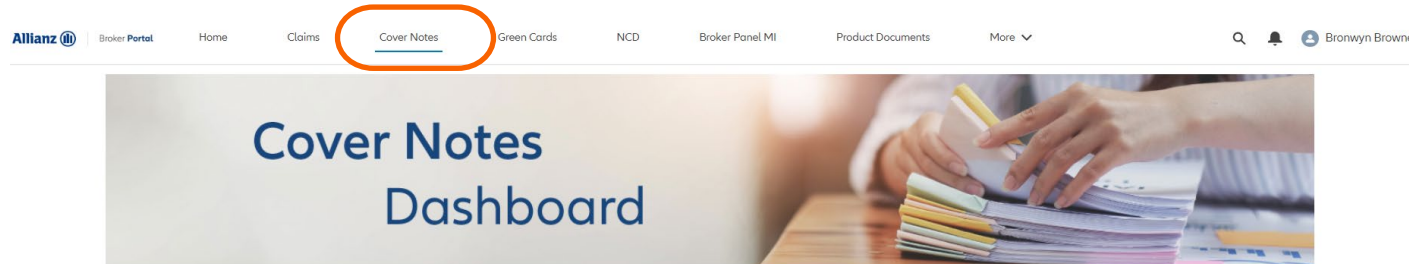 Allianz Broker Portal Home Claims Cover Notes Green Cards NCD Broker Panel MI Product Documents More Bronwyn Browne
Cover Notes
Dashboard